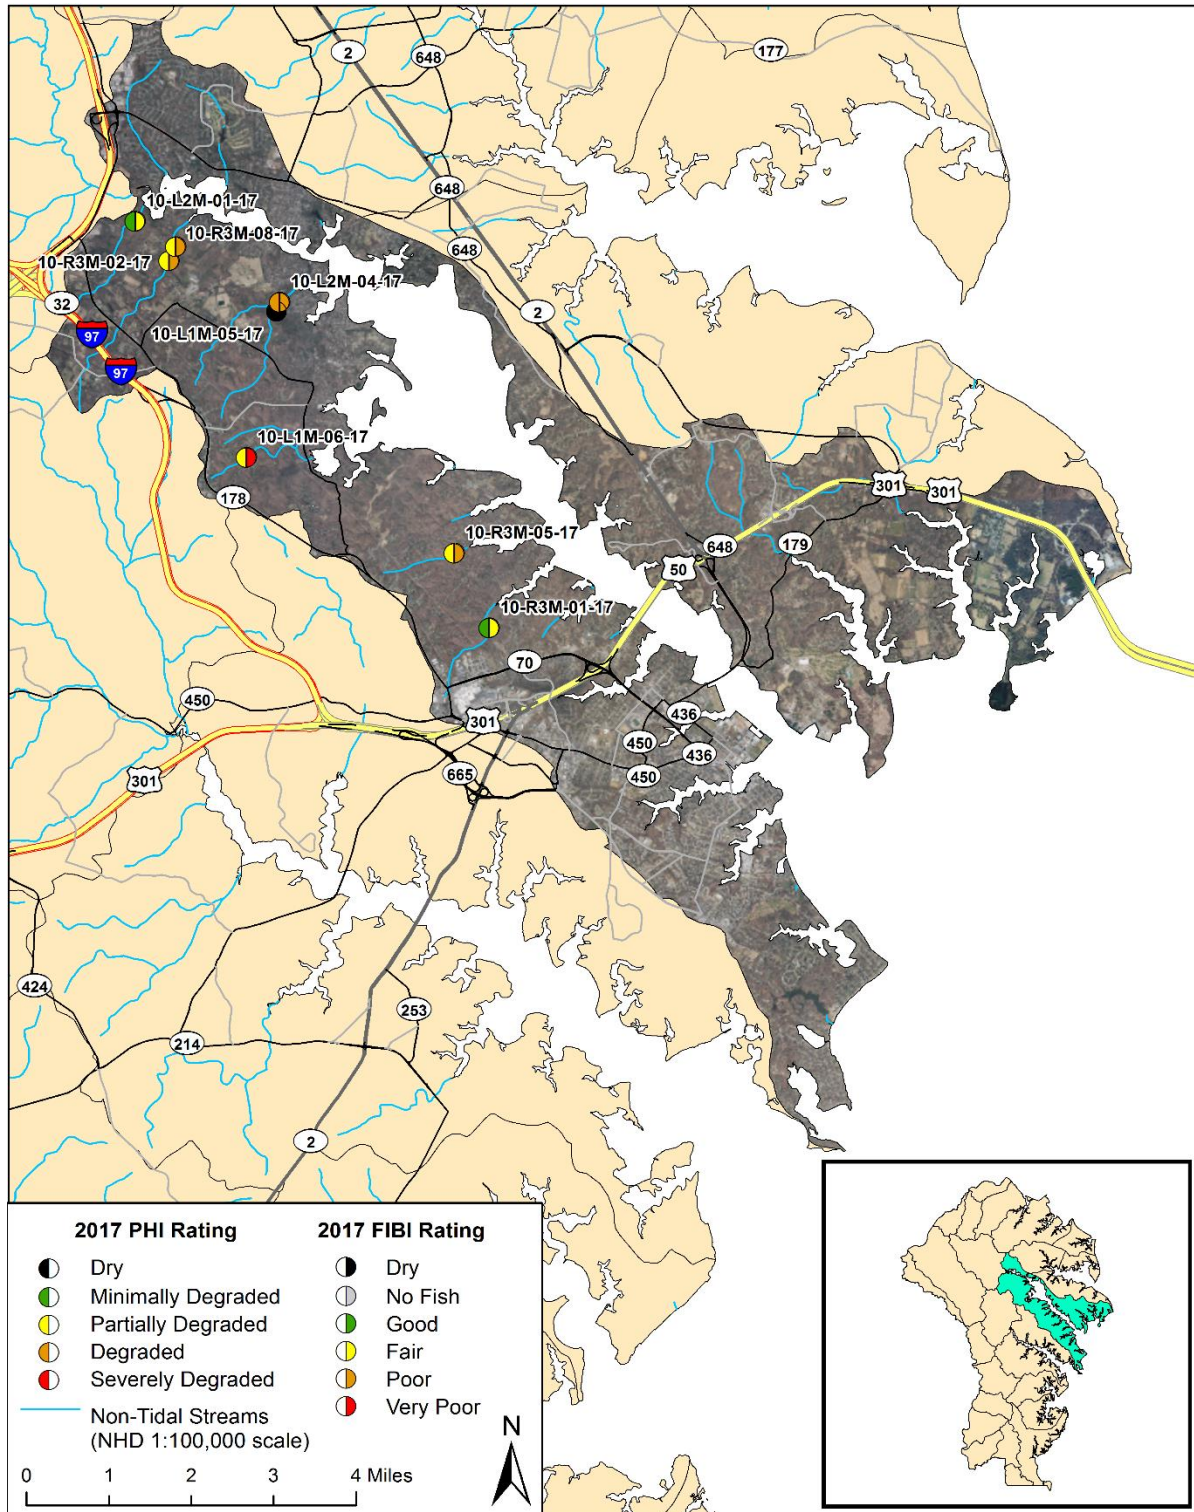 177
2
648
648
10-L2M-01-17
10-R3M-08-17
648
10-R3M-02-17
10-L2M-04-17
32
2
97
10-L1M-05-17
97
10-L1M-06-17
301
301
178
10-R3M-05-17
648
179
50
10-R3M-01-17
70
450
301
436
450
436
301
665
450
424
253
214
2
2017 PHI Rating
Dry
Minimally Degraded
Partially Degraded
Degraded
Severely Degraded
Non-Tidal Streams
(NHD 1:100,000 scale)
2017 FIBI Rating
Dry
No Fish
Good
Fair
Poor
Very Poor
N
0 1 2 3 4 Miles